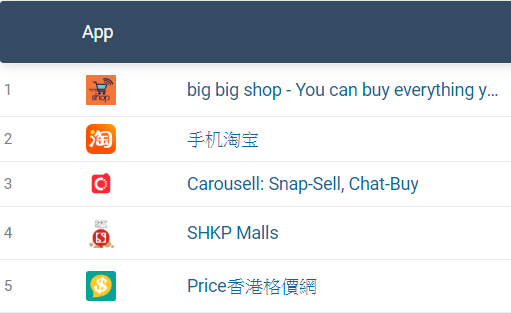 App
1 big big shop - You can buy everything y...
2 手机淘宝
3 Carousell: Snap-Sell, Chat-Buy
4 SHKP Malls
5 Price香港格價網